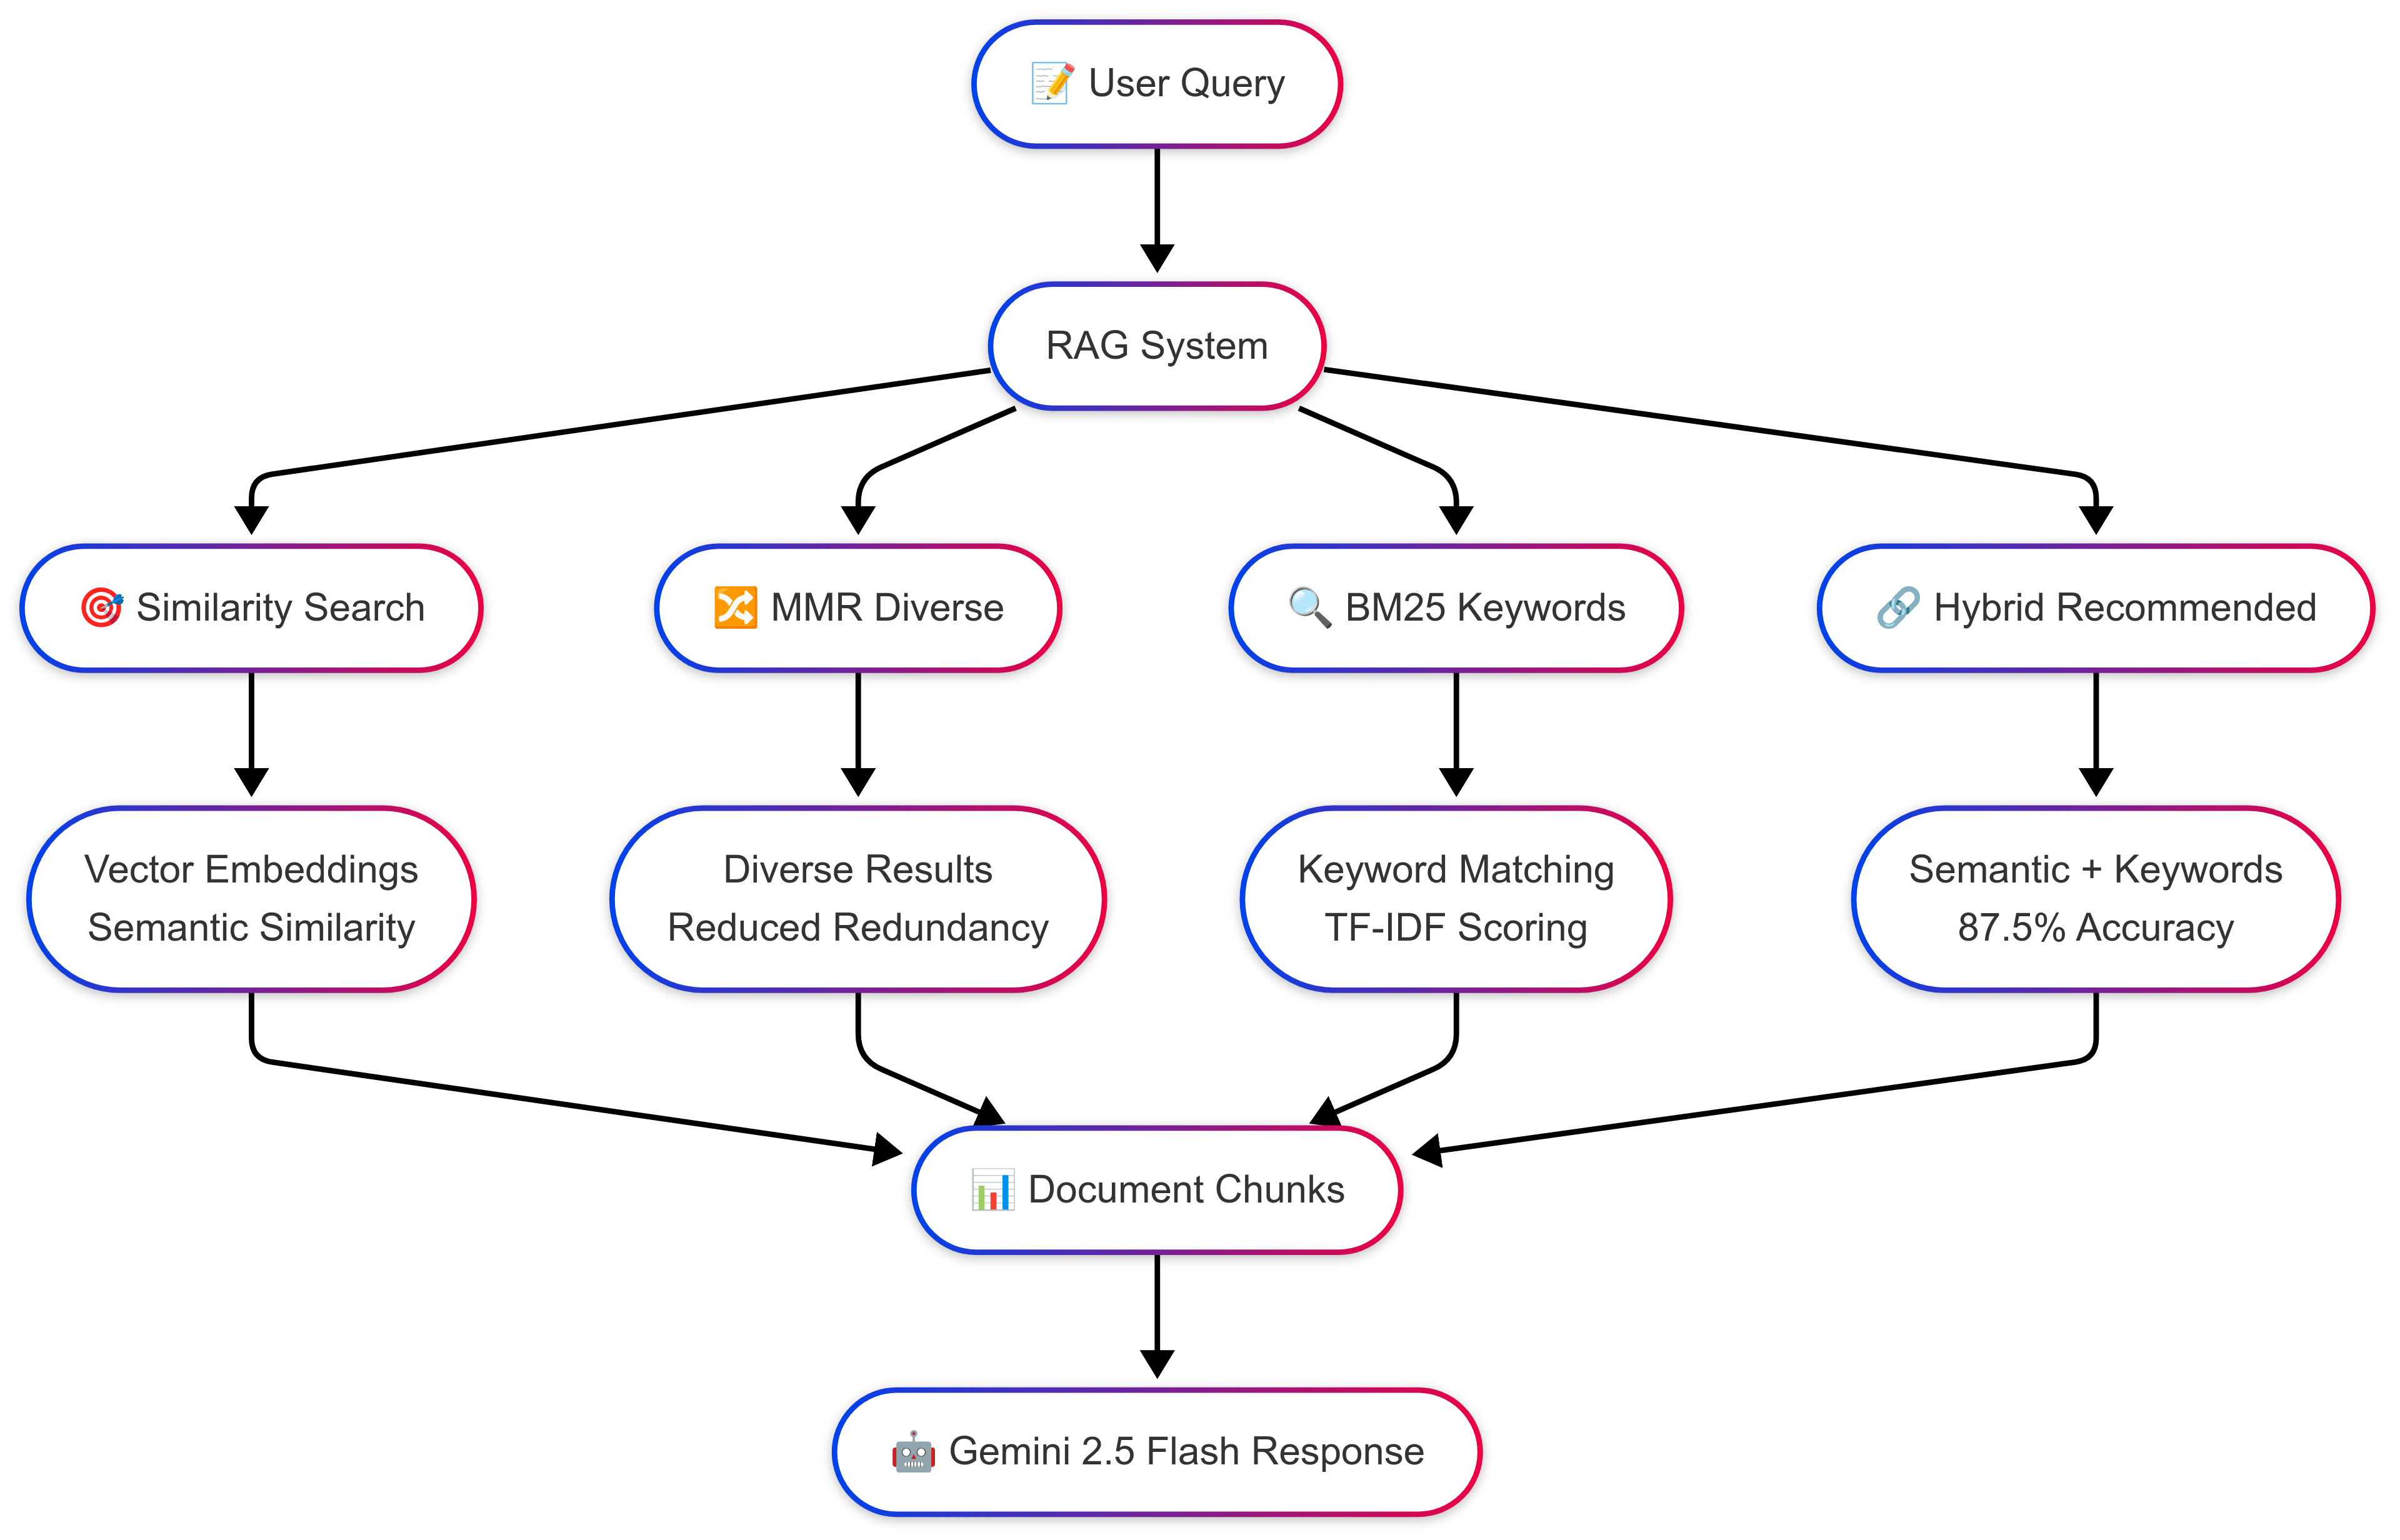 User Query
RAG System
Similarity Search
MMR Diverse
BM25 Keywords
Hybrid Recommended
Vector Embeddings
Semantic Similarity
Diverse Results
Reduced Redundancy
Keyword Matching
TF-IDF Scoring
Semantic + Keywords
87.5% Accuracy
Document Chunks
Gemini 2.5 Flash Response